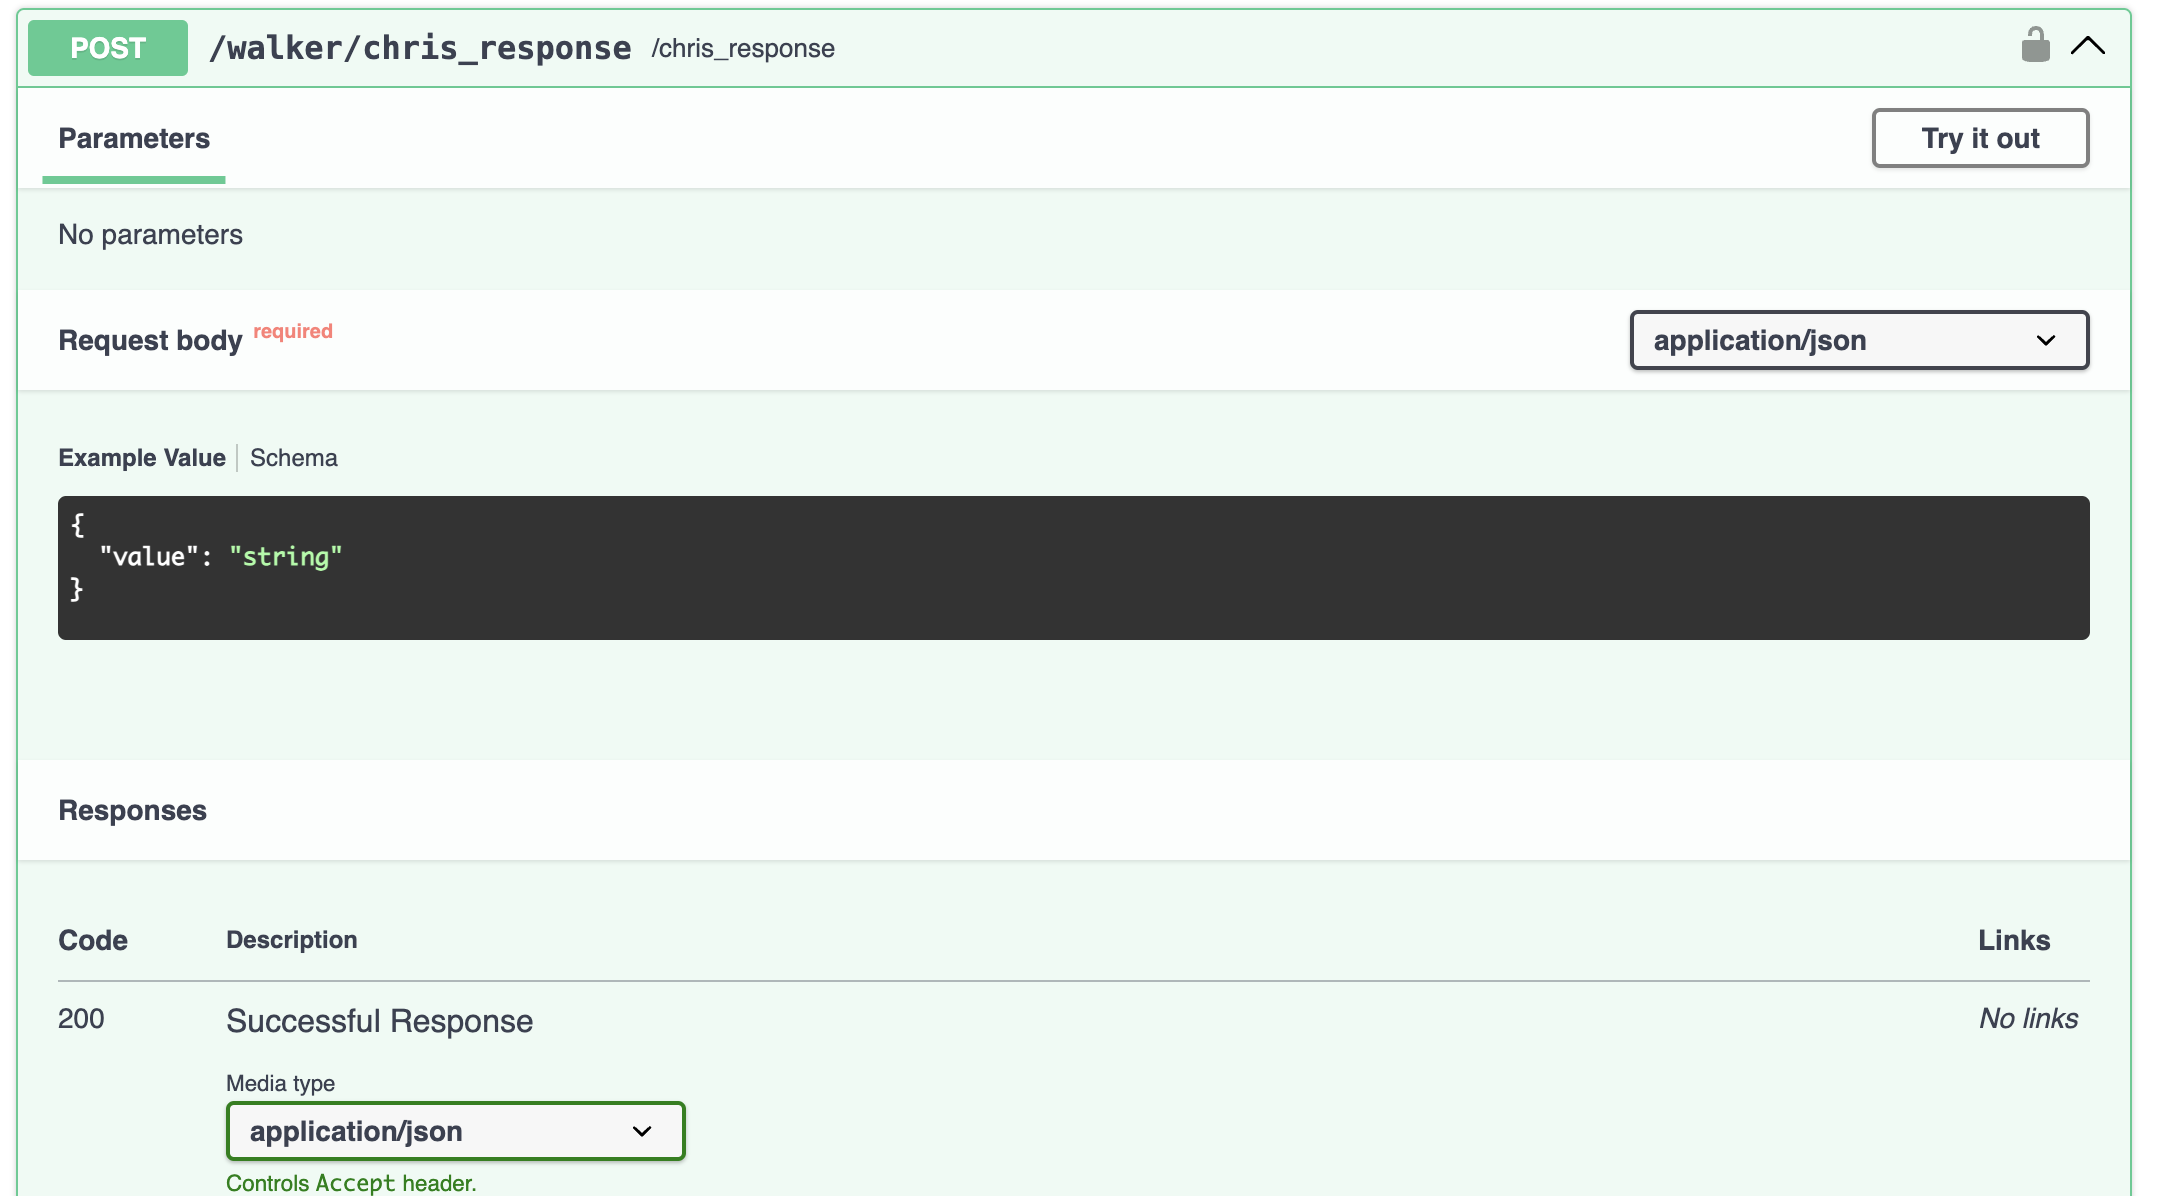 POST /walker/chris_response /chris_response
Parameters
Try it out
No parameters
Request body required
application/json
Example Value
Schema
{
  "value": "string"
}
Responses
Code Description Links
200 Successful Response No links
Media type
application/json
Controls Accept header.